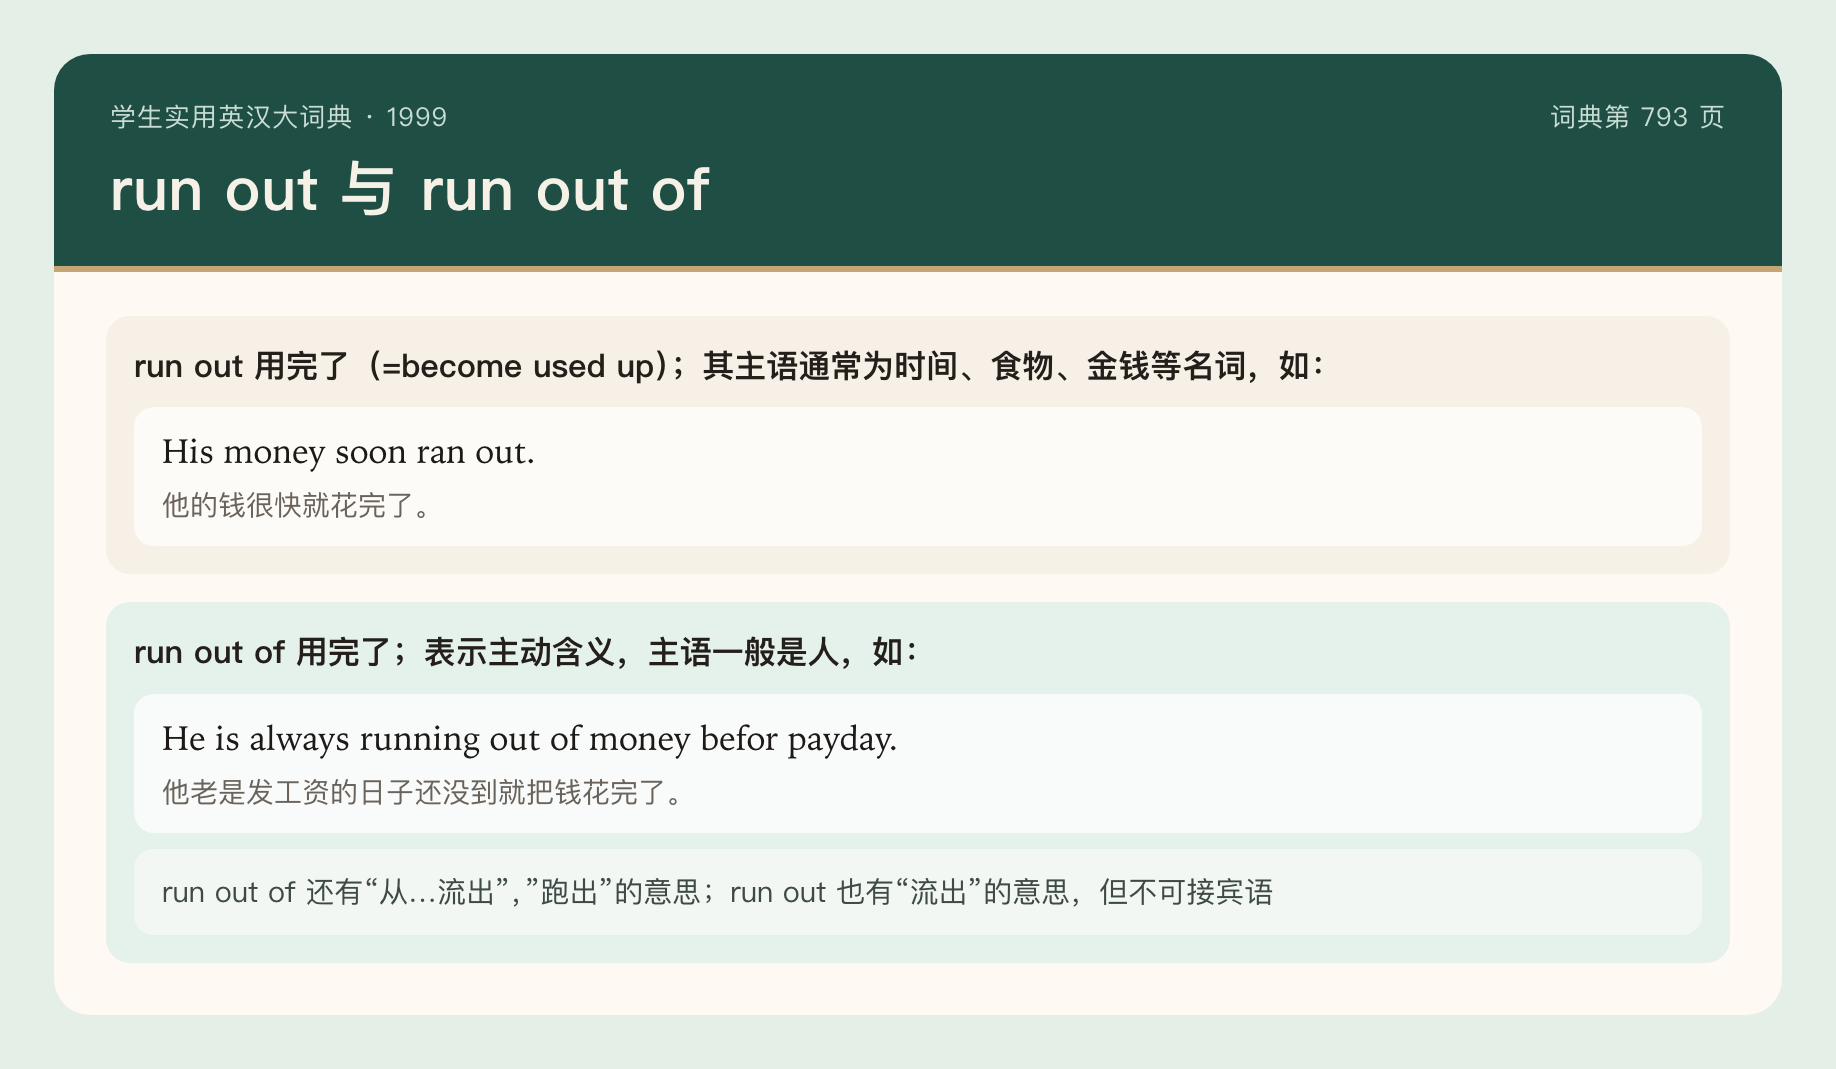 学生实用英汉大词典 · 1999
词典第 793 页
run out 与 run out of
run out 用完了（=become used up）；其主语通常为时间、食物、金钱等名词，如：
His money soon ran out.
他的钱很快就花完了。
run out of 用完了；表示主动含义，主语一般是人，如：
He is always running out of money befor payday.
他老是发工资的日子还没到就把钱花完了。
run out of 还有“从…流出”，”跑出”的意思；run out 也有“流出”的意思，但不可接宾语